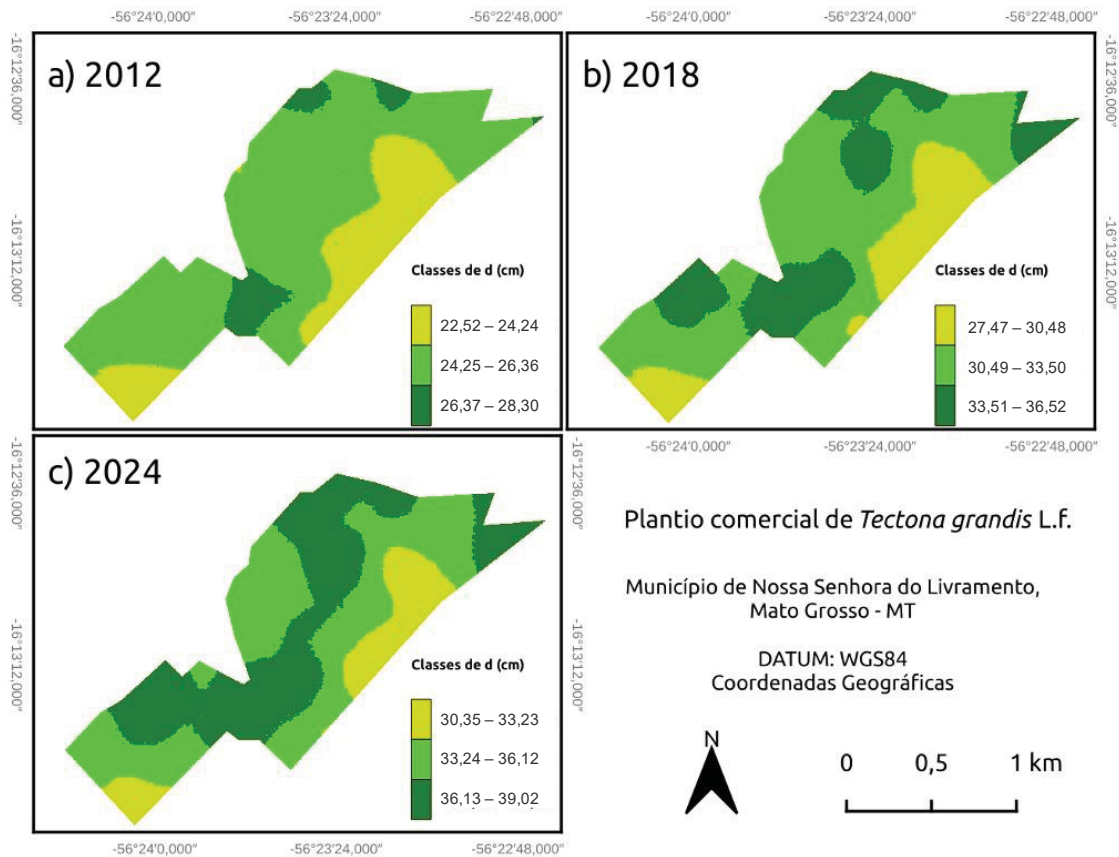 -56°24'0,000" -56°23'24,000" -56°22'48,000" -56°24'0,000" -56°23'24,000" -56°22'48,000"
-16°12'36,000"
-16°13'12,000"
a) 2012
Classes de d (cm)
22,52 – 24,24
24,25 – 26,36
26,37 – 28,30
b) 2018
Classes de d (cm)
27,47 – 30,48
30,49 – 33,50
33,51 – 36,52
-16°12'36,000"
-16°13'12,000"
-56°24'0,000" -56°23'24,000" -56°22'48,000"
-16°12'36,000"
-16°13'12,000"
c) 2024
Classes de d (cm)
30,35 – 33,23
33,24 – 36,12
36,13 – 39,02
-16°12'36,000"
-16°13'12,000"
-56°24'0,000" -56°23'24,000" -56°22'48,000"
Plantio comercial de Tectona grandis L.f.
Município de Nossa Senhora do Livramento,
Mato Grosso - MT
DATUM: WGS84
Coordenadas Geográficas
N
0 0,5 1 km